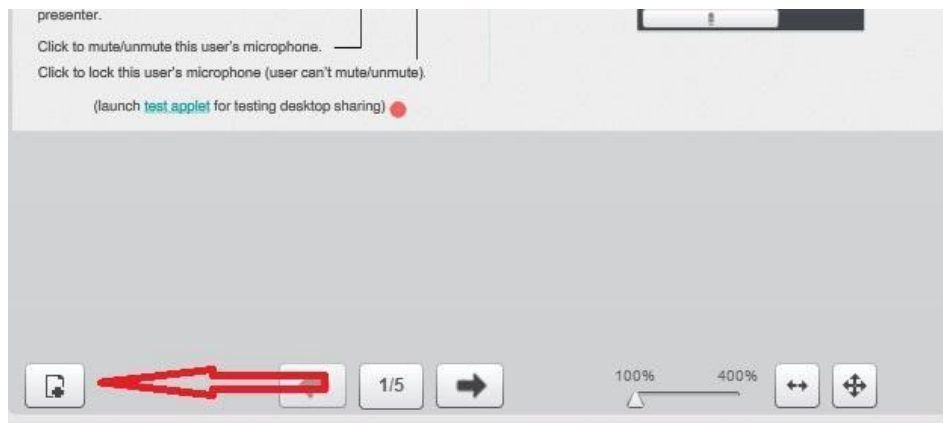 presenter.
Click to mute/unmute this user's microphone.
Click to lock this user's microphone (user can't mute/unmute).
(launch test applet for testing desktop sharing)
1/5
100% 400%